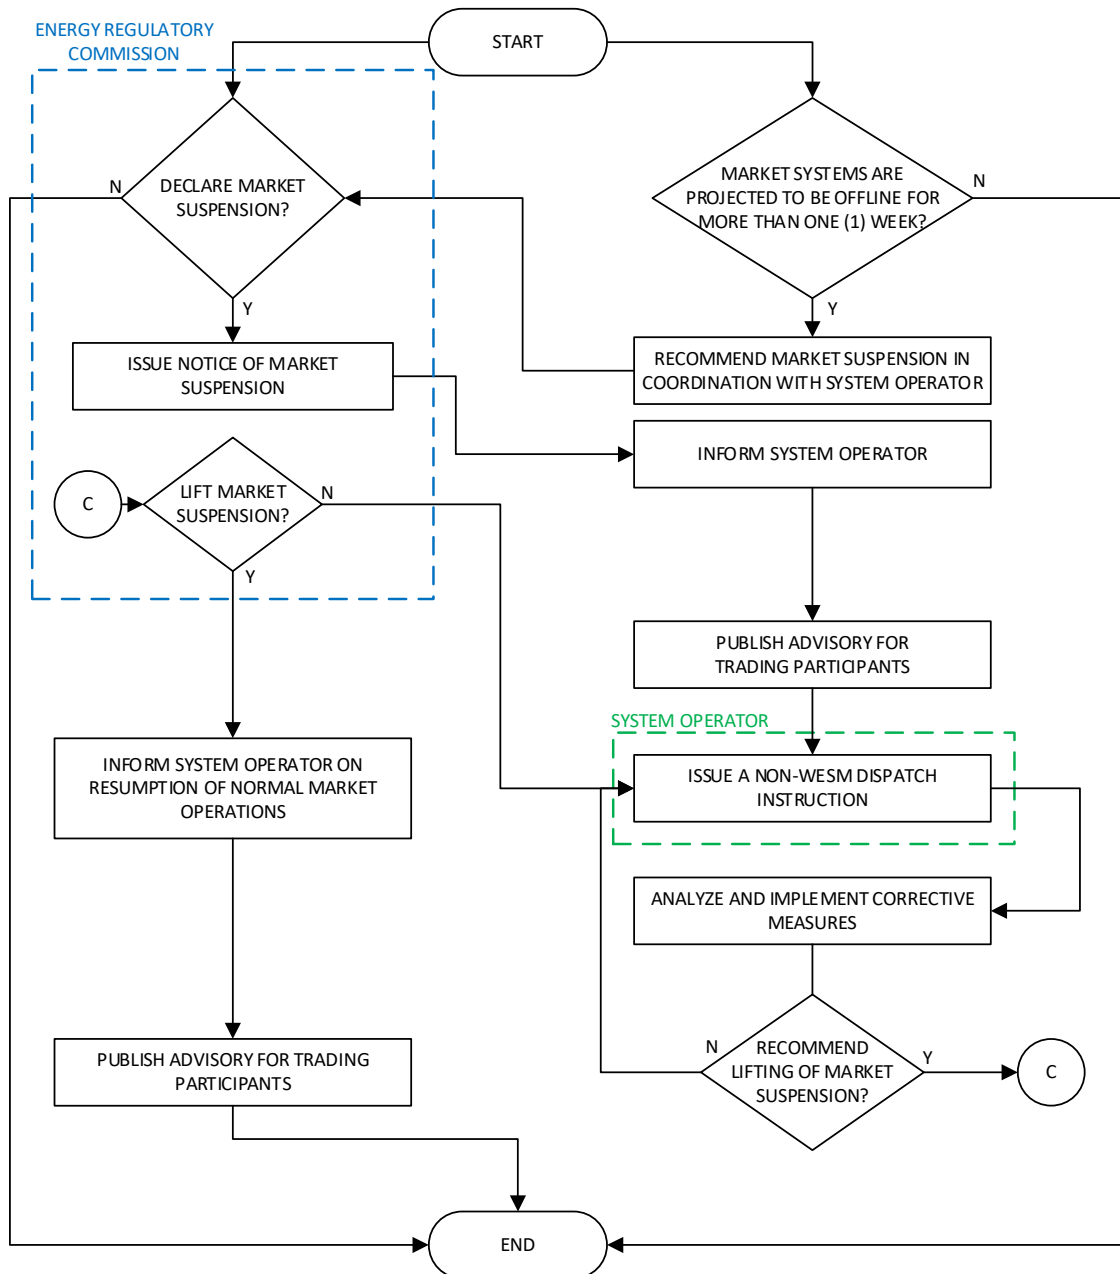 ENERGY REGULATORY
COMMISSION
START
DECLARE MARKET
SUSPENSION?
N
Y
MARKET SYSTEMS ARE
PROJECTED TO BE OFFLINE FOR
MORE THAN ONE (1) WEEK?
N
Y
ISSUE NOTICE OF MARKET
SUSPENSION
RECOMMEND MARKET SUSPENSION IN
COORDINATION WITH SYSTEM OPERATOR
INFORM SYSTEM OPERATOR
C
LIFT MARKET
SUSPENSION?
N
Y
PUBLISH ADVISORY FOR
TRADING PARTICIPANTS
SYSTEM OPERATOR
INFORM SYSTEM OPERATOR ON
RESUMPTION OF NORMAL MARKET
OPERATIONS
ISSUE A NON-WESM DISPATCH
INSTRUCTION
ANALYZE AND IMPLEMENT CORRECTIVE
MEASURES
PUBLISH ADVISORY FOR TRADING
PARTICIPANTS
N
RECOMMEND
LIFTING OF MARKET
SUSPENSION?
Y
C
END